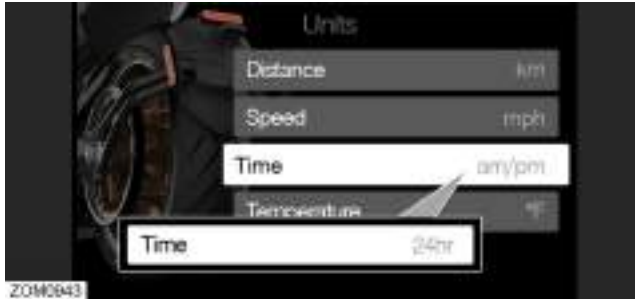 Units
Distance km
Speed mph
Time am/pm
Temperature °F
Time 24hr
ZOM0943